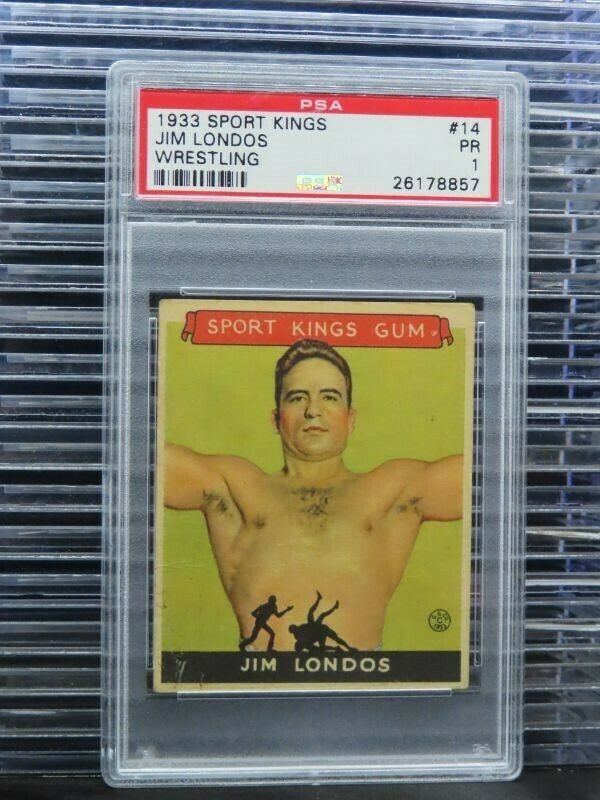 PSA
1933 SPORT KINGS #14
JIM LONDOS PR
WRESTLING 1
26178857
SPORT KINGS GUM
JIM LONDOS